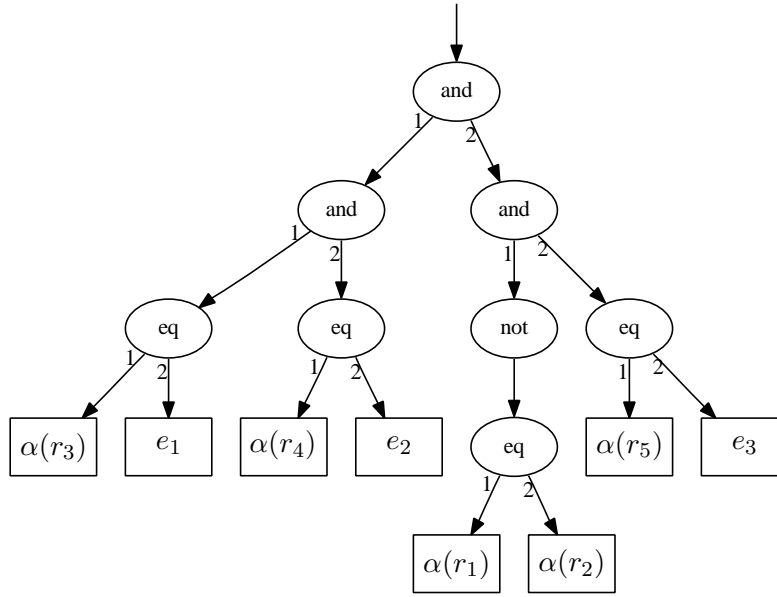 and
1 2
and and
1 2 1 2
eq eq not eq
1 2 1 2 1 2
α(r₃) e₁ α(r₄) e₂ eq α(r₅) e₃
1 2
α(r₁) α(r₂)